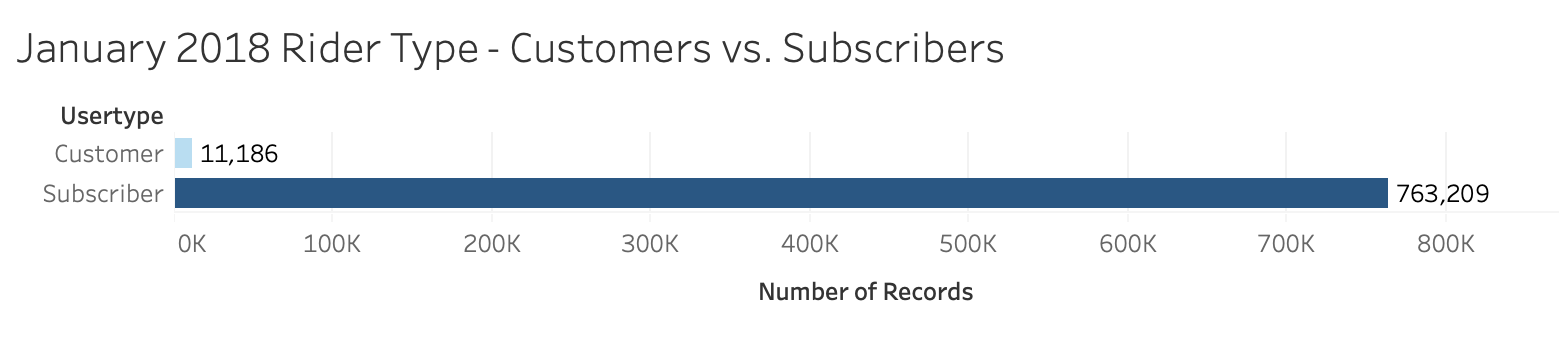 January 2018 Rider Type - Customers vs. Subscribers
Usertype
Customer 11,186
Subscriber 763,209
0K 100K 200K 300K 400K 500K 600K 700K 800K
Number of Records